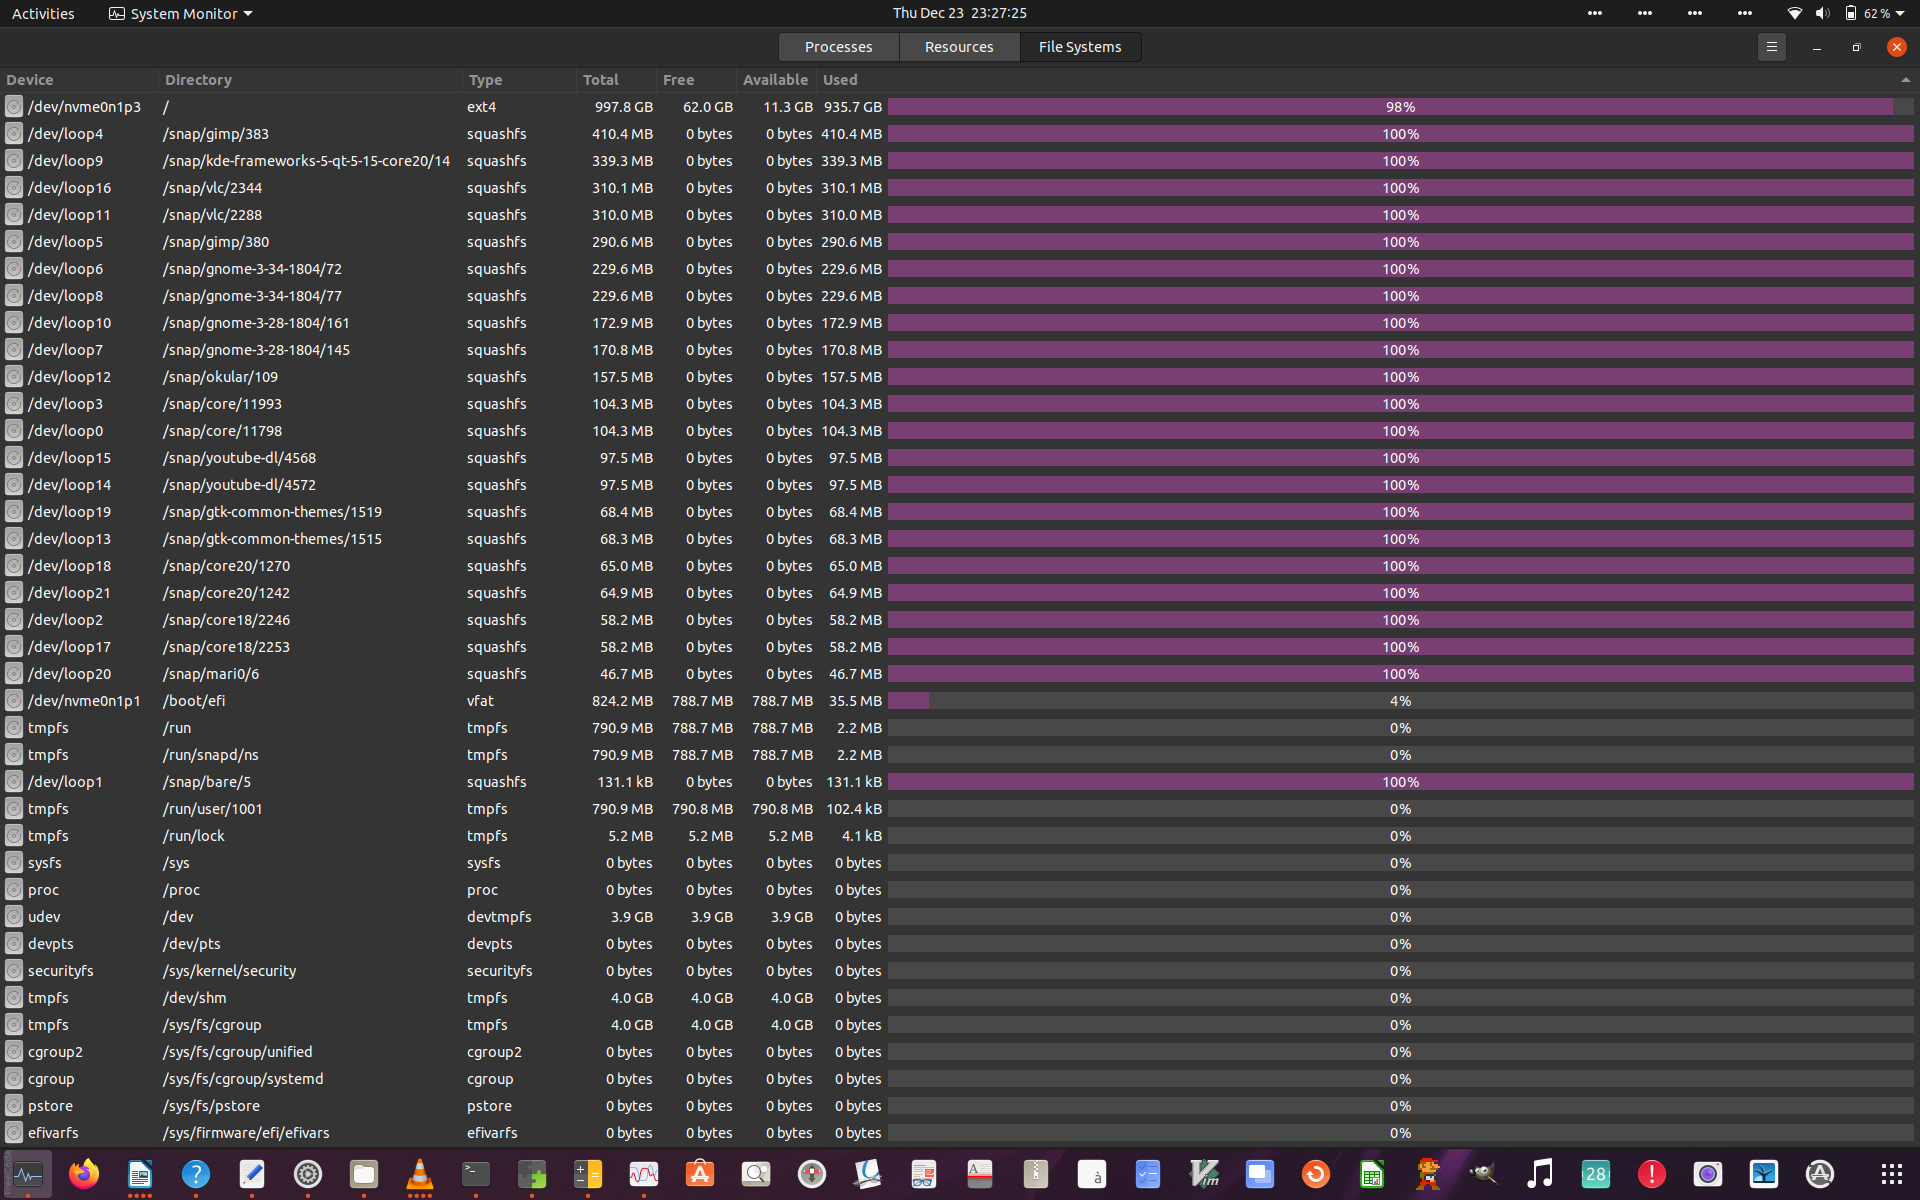 Activities System Monitor Thu Dec 23 23:27:25 62 %
Processes Resources File Systems
Device Directory Type Total Free Available Used
/dev/nvme0n1p3 / ext4 997.8 GB 62.0 GB 11.3 GB 935.7 GB 98%
/dev/loop4 /snap/gimp/383 squashfs 410.4 MB 0 bytes 0 bytes 410.4 MB 100%
/dev/loop9 /snap/kde-frameworks-5-qt-5-15-core20/14 squashfs 339.3 MB 0 bytes 0 bytes 339.3 MB 100%
/dev/loop16 /snap/vlc/2344 squashfs 310.1 MB 0 bytes 0 bytes 310.1 MB 100%
/dev/loop11 /snap/vlc/2288 squashfs 310.0 MB 0 bytes 0 bytes 310.0 MB 100%
/dev/loop5 /snap/gimp/380 squashfs 290.6 MB 0 bytes 0 bytes 290.6 MB 100%
/dev/loop6 /snap/gnome-3-34-1804/72 squashfs 229.6 MB 0 bytes 0 bytes 229.6 MB 100%
/dev/loop8 /snap/gnome-3-34-1804/77 squashfs 229.6 MB 0 bytes 0 bytes 229.6 MB 100%
/dev/loop10 /snap/gnome-3-28-1804/161 squashfs 172.9 MB 0 bytes 0 bytes 172.9 MB 100%
/dev/loop7 /snap/gnome-3-28-1804/145 squashfs 170.8 MB 0 bytes 0 bytes 170.8 MB 100%
/dev/loop12 /snap/okular/109 squashfs 157.5 MB 0 bytes 0 bytes 157.5 MB 100%
/dev/loop3 /snap/core/11993 squashfs 104.3 MB 0 bytes 0 bytes 104.3 MB 100%
/dev/loop0 /snap/core/11798 squashfs 104.3 MB 0 bytes 0 bytes 104.3 MB 100%
/dev/loop15 /snap/youtube-dl/4568 squashfs 97.5 MB 0 bytes 0 bytes 97.5 MB 100%
/dev/loop14 /snap/youtube-dl/4572 squashfs 97.5 MB 0 bytes 0 bytes 97.5 MB 100%
/dev/loop19 /snap/gtk-common-themes/1519 squashfs 68.4 MB 0 bytes 0 bytes 68.4 MB 100%
/dev/loop13 /snap/gtk-common-themes/1515 squashfs 68.3 MB 0 bytes 0 bytes 68.3 MB 100%
/dev/loop18 /snap/core20/1270 squashfs 65.0 MB 0 bytes 0 bytes 65.0 MB 100%
/dev/loop21 /snap/core20/1242 squashfs 64.9 MB 0 bytes 0 bytes 64.9 MB 100%
/dev/loop2 /snap/core18/2246 squashfs 58.2 MB 0 bytes 0 bytes 58.2 MB 100%
/dev/loop17 /snap/core18/2253 squashfs 58.2 MB 0 bytes 0 bytes 58.2 MB 100%
/dev/loop20 /snap/mari0/6 squashfs 46.7 MB 0 bytes 0 bytes 46.7 MB 100%
/dev/nvme0n1p1 /boot/efi vfat 824.2 MB 788.7 MB 788.7 MB 35.5 MB 4%
tmpfs /run tmpfs 790.9 MB 788.7 MB 788.7 MB 2.2 MB 0%
tmpfs /run/snapd/ns tmpfs 790.9 MB 788.7 MB 788.7 MB 2.2 MB 0%
/dev/loop1 /snap/bare/5 squashfs 131.1 kB 0 bytes 0 bytes 131.1 kB 100%
tmpfs /run/user/1001 tmpfs 790.9 MB 790.8 MB 790.8 MB 102.4 kB 0%
tmpfs /run/lock tmpfs 5.2 MB 5.2 MB 5.2 MB 4.1 kB 0%
sysfs /sys sysfs 0 bytes 0 bytes 0 bytes 0 bytes 0%
proc /proc proc 0 bytes 0 bytes 0 bytes 0 bytes 0%
udev /dev devtmpfs 3.9 GB 3.9 GB 3.9 GB 0 bytes 0%
devpts /dev/pts devpts 0 bytes 0 bytes 0 bytes 0 bytes 0%
securityfs /sys/kernel/security securityfs 0 bytes 0 bytes 0 bytes 0 bytes 0%
tmpfs /dev/shm tmpfs 4.0 GB 4.0 GB 4.0 GB 0 bytes 0%
tmpfs /sys/fs/cgroup tmpfs 4.0 GB 4.0 GB 4.0 GB 0 bytes 0%
cgroup2 /sys/fs/cgroup/unified cgroup2 0 bytes 0 bytes 0 bytes 0 bytes 0%
cgroup /sys/fs/cgroup/systemd cgroup 0 bytes 0 bytes 0 bytes 0 bytes 0%
pstore /sys/fs/pstore pstore 0 bytes 0 bytes 0 bytes 0 bytes 0%
efivarfs /sys/firmware/efi/efivars efivarfs 0 bytes 0 bytes 0 bytes 0 bytes 0%
28